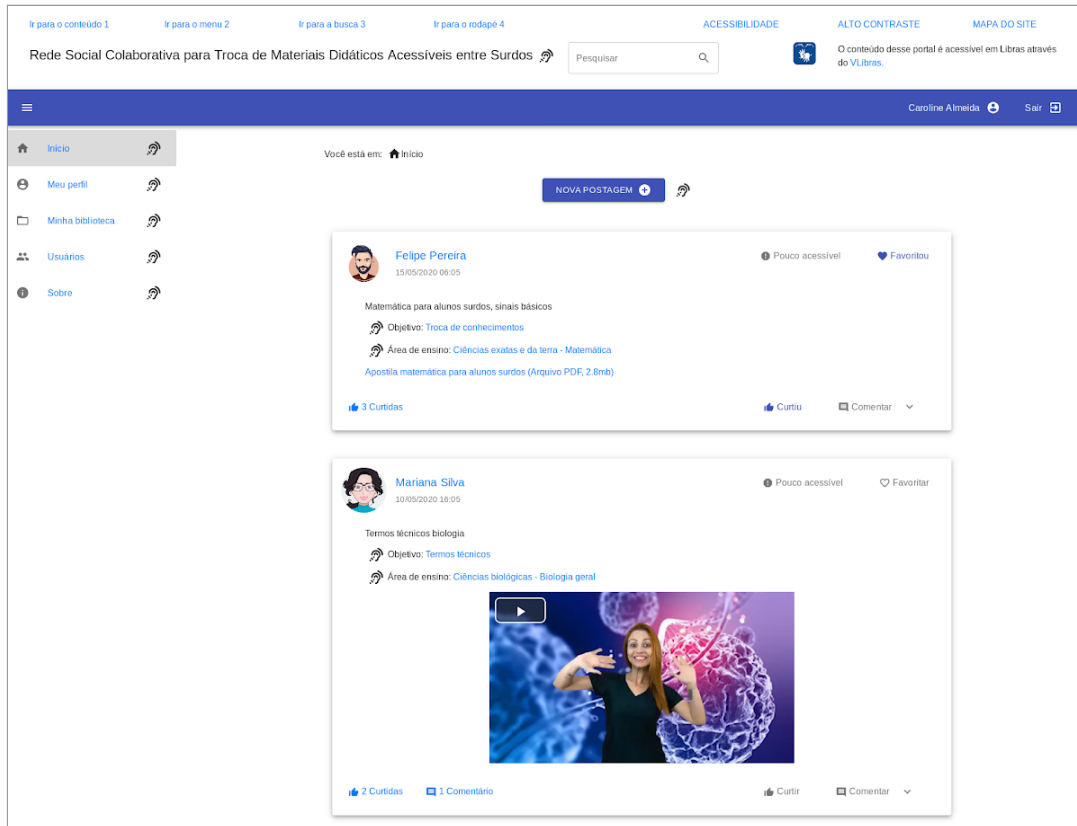 Ir para o conteúdo 1 Ir para o menu 2 Ir para a busca 3 Ir para o rodapé 4 ACESSIBILIDADE ALTO CONTRASTE MAPA DO SITE
Rede Social Colaborativa para Troca de Materiais Didáticos Acessíveis entre Surdos
Pesquisar
O conteúdo desse portal é acessível em Libras através
do VLibras.
Caroline Almeida Sair
Início
Meu perfil
Minha biblioteca
Usuários
Sobre
Você está em: Início
NOVA POSTAGEM
Felipe Pereira Pouco acessível Favoritou
15/05/2020 06:05
Matemática para alunos surdos, sinais básicos
Objetivo: Troca de conhecimentos
Área de ensino: Ciências exatas e da terra - Matemática
Apostila matemática para alunos surdos (Arquivo PDF, 2.8mb)
3 Curtidas Curtiu Comentar
Mariana Silva Pouco acessível Favoritar
10/05/2020 16:05
Termos técnicos biologia
Objetivo: Termos técnicos
Área de ensino: Ciências biológicas - Biologia geral
2 Curtidas 1 Comentário Curtir Comentar